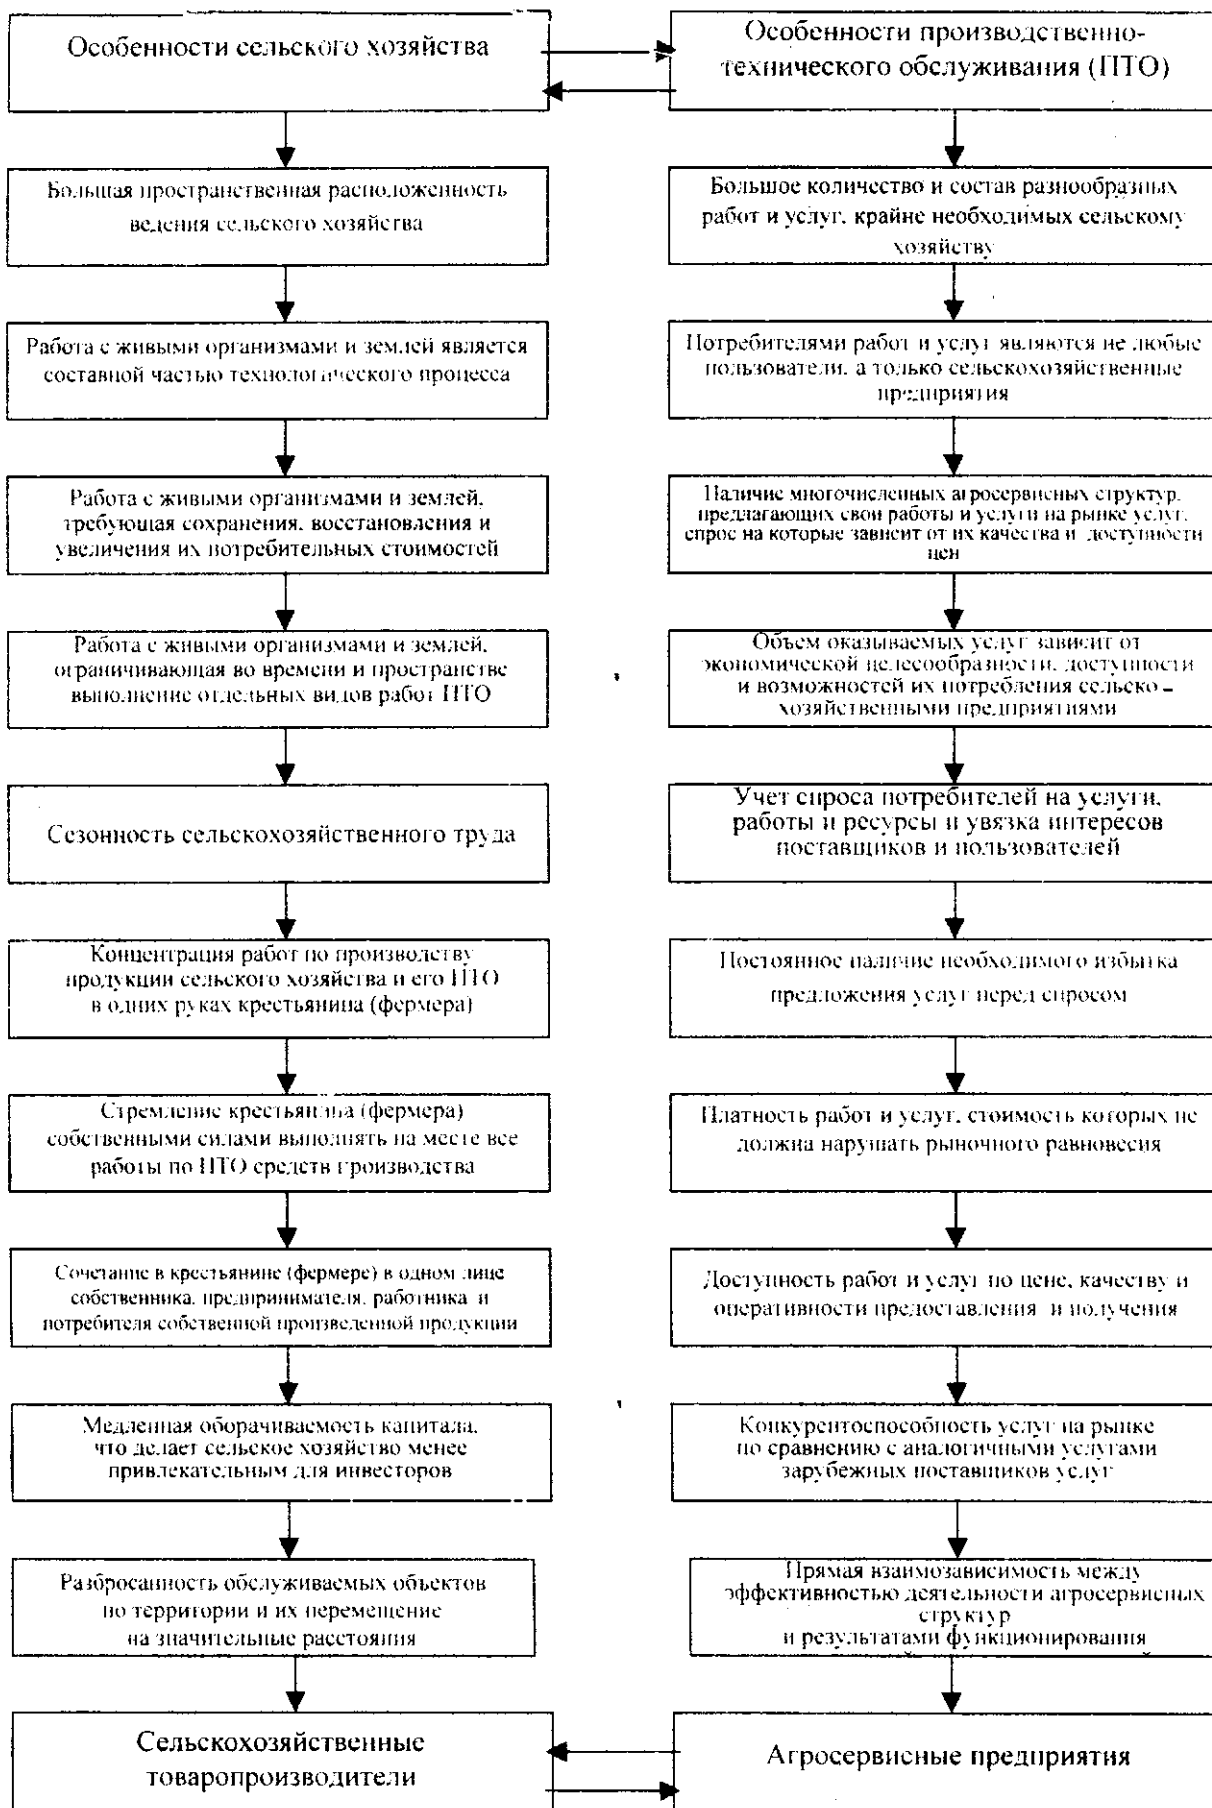 Особенности сельского хозяйства
Особенности производственно-
технического обслуживания (ПТО)
Большая пространственная расположенность
ведения сельского хозяйства
Большое количество и состав разнообразных
работ и услуг, крайне необходимых сельскому
хозяйству
Работа с живыми организмами и землей является
составной частью технологического процесса
Потребителями работ и услуг являются не любые
пользователи, а только сельскохозяйственные
предприятия
Работа с живыми организмами и землей,
требующая сохранения, восстановления и
увеличения их потребительных стоимостей
Наличие многочисленных агросервисных структур,
предлагающих свои работы и услуги на рынке услуг,
спрос на которые зависит от их качества и доступности
цен
Работа с живыми организмами и землей,
ограничивающая во времени и пространстве
выполнение отдельных видов работ ПТО
Объем оказываемых услуг зависит от
экономической целесообразности, доступности
и возможностей их потребления сельско-
хозяйственными предприятиями
Сезонность сельскохозяйственного труда
Учет спроса потребителей на услуги,
работы и ресурсы и увязка интересов
поставщиков и пользователей
Концентрация работ по производству
продукции сельского хозяйства и его ПТО
в одних руках крестьянина (фермера)
Постоянное наличие необходимого избытка
предложения услуг перед спросом
Стремление крестьянина (фермера)
собственными силами выполнять на месте все
работы по ПТО средств производства
Платность работ и услуг, стоимость которых не
должна нарушать рыночного равновесия
Сочетание в крестьянине (фермере) в одном лице
собственника, предпринимателя, работника и
потребителя собственной произведенной продукции
Доступность работ и услуг по цене, качеству и
оперативности предоставления и получения
Медленная оборачиваемость капитала,
что делает сельское хозяйство менее
привлекательным для инвесторов
Конкурентоспособность услуг на рынке
по сравнению с аналогичными услугами
зарубежных поставщиков услуг
Разбросанность обслуживаемых объектов
по территории и их перемещение
на значительные расстояния
Прямая взаимозависимость между
эффективностью деятельности агросервисных
структур
и результатами функционирования
Сельскохозяйственные
товаропроизводители
Агросервисные предприятия